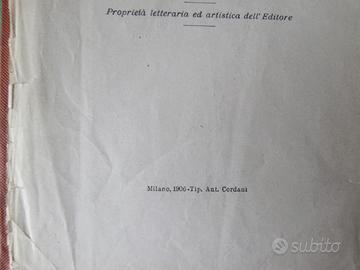 Proprietà letteraria ed artistica dell'Editore
Milano, 1906-Tip. Ant. Cordani
subito